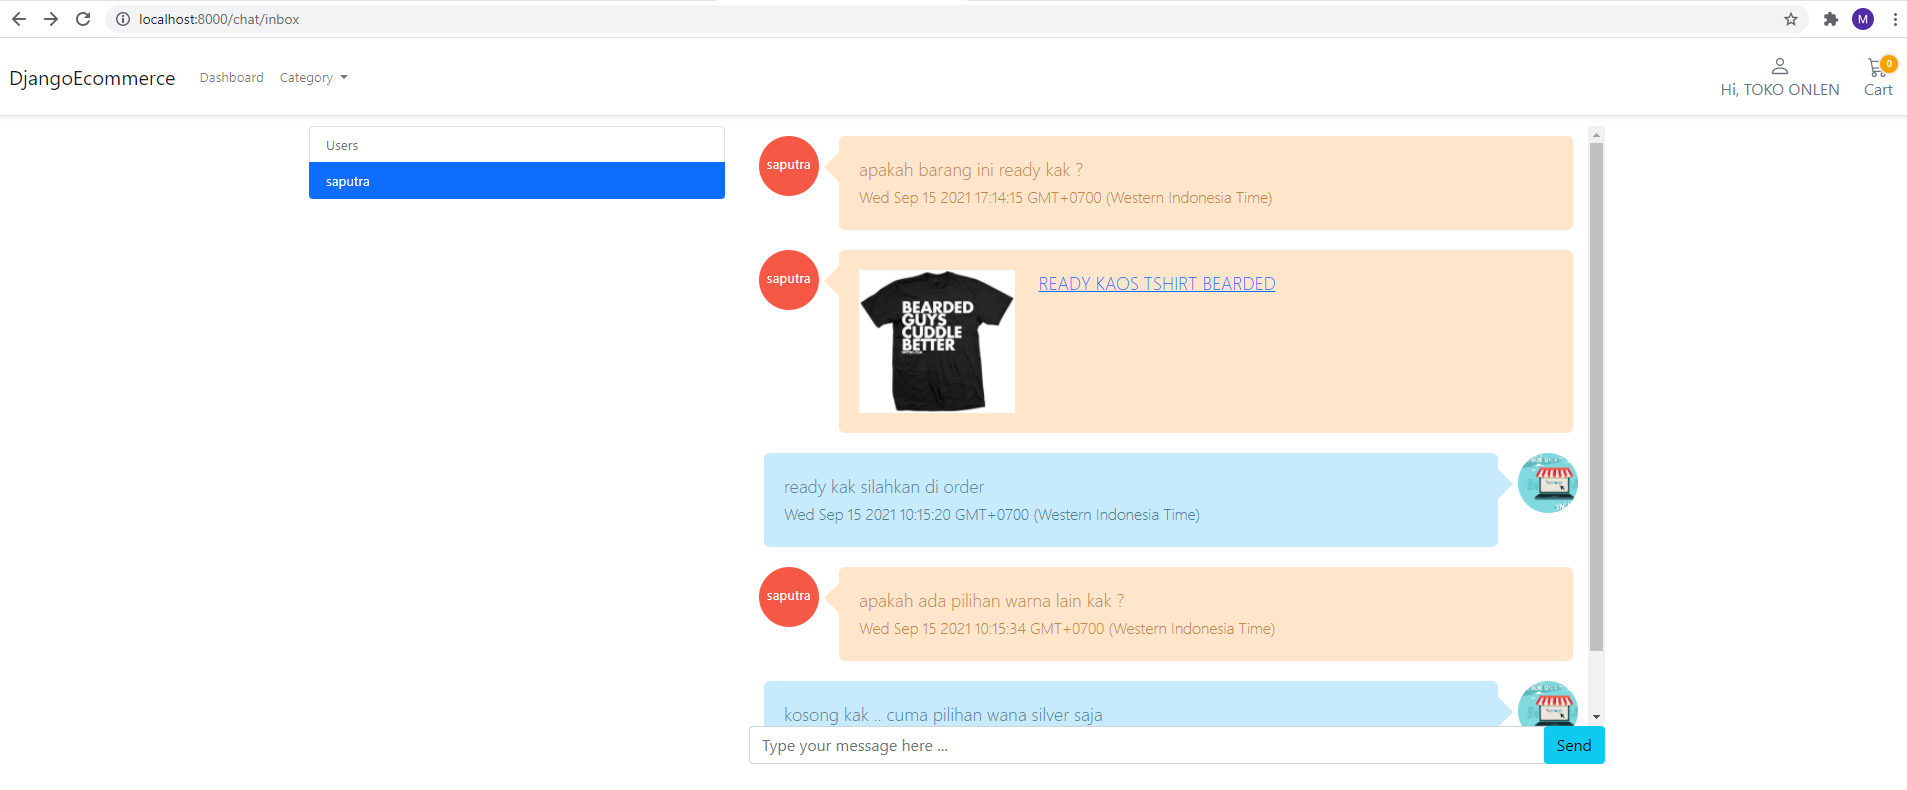 localhost:8000/chat/inbox
M
DjangoEcommerce
Dashboard
Category
Hi, TOKO ONLEN
0
Cart
Users
saputra
saputra
apakah barang ini ready kak ?
Wed Sep 15 2021 17:14:15 GMT+0700 (Western Indonesia Time)
saputra
BEARDED
GUYS
CUDDLE
BETTER
READY KAOS TSHIRT BEARDED
ready kak silahkan di order
Wed Sep 15 2021 10:15:20 GMT+0700 (Western Indonesia Time)
saputra
apakah ada pilihan warna lain kak ?
Wed Sep 15 2021 10:15:34 GMT+0700 (Western Indonesia Time)
kosong kak .. cuma pilihan wana silver saja
Type your message here ...
Send